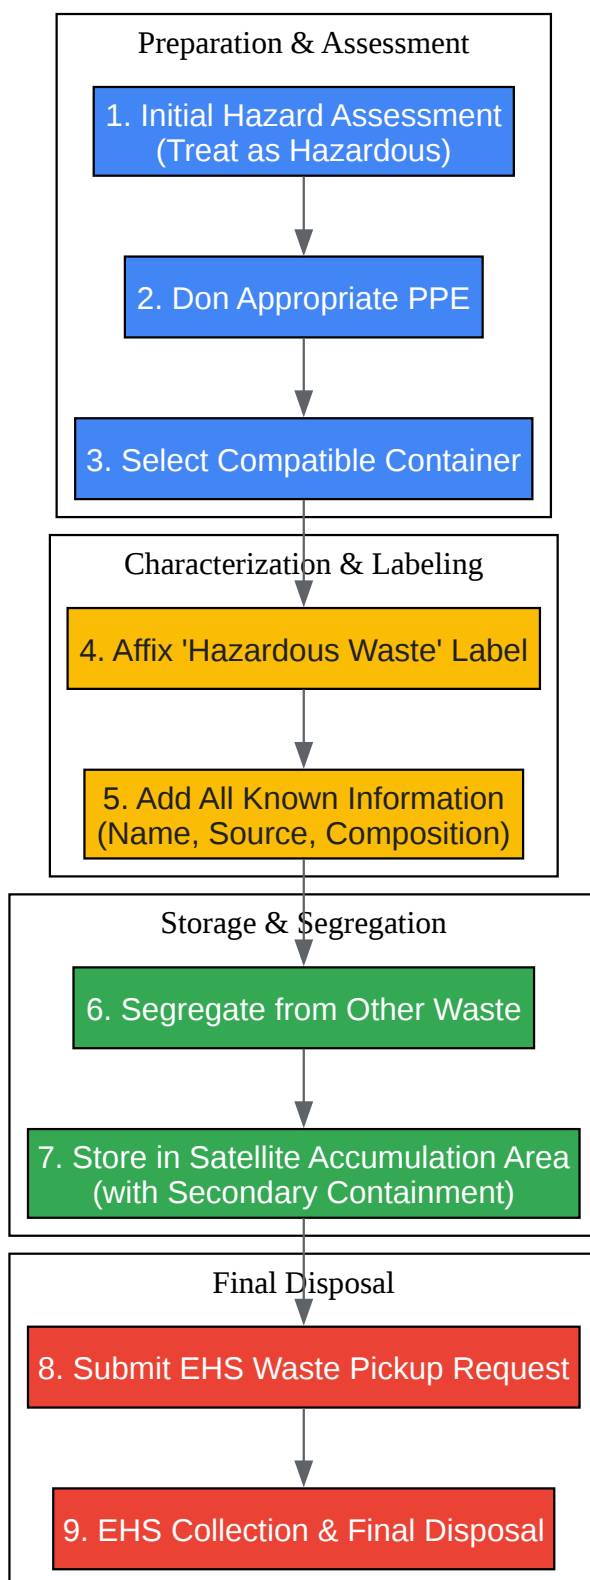 Preparation & Assessment
1. Initial Hazard Assessment
(Treat as Hazardous)
2. Don Appropriate PPE
3. Select Compatible Container
Characterization & Labeling
4. Affix 'Hazardous Waste' Label
5. Add All Known Information
(Name, Source, Composition)
Storage & Segregation
6. Segregate from Other Waste
7. Store in Satellite Accumulation Area
(with Secondary Containment)
Final Disposal
8. Submit EHS Waste Pickup Request
9. EHS Collection & Final Disposal